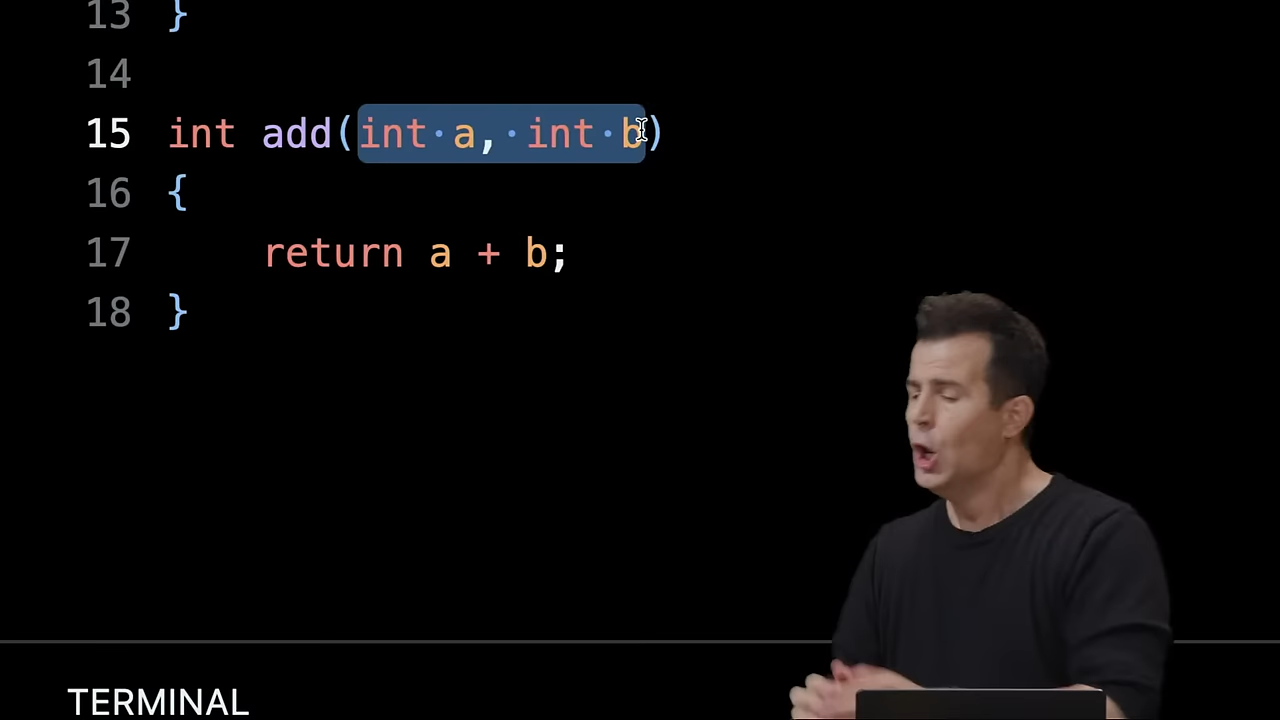 13 }
14
15 int add(int a, int b)
16 {
17 return a + b;
18 }
TERMINAL